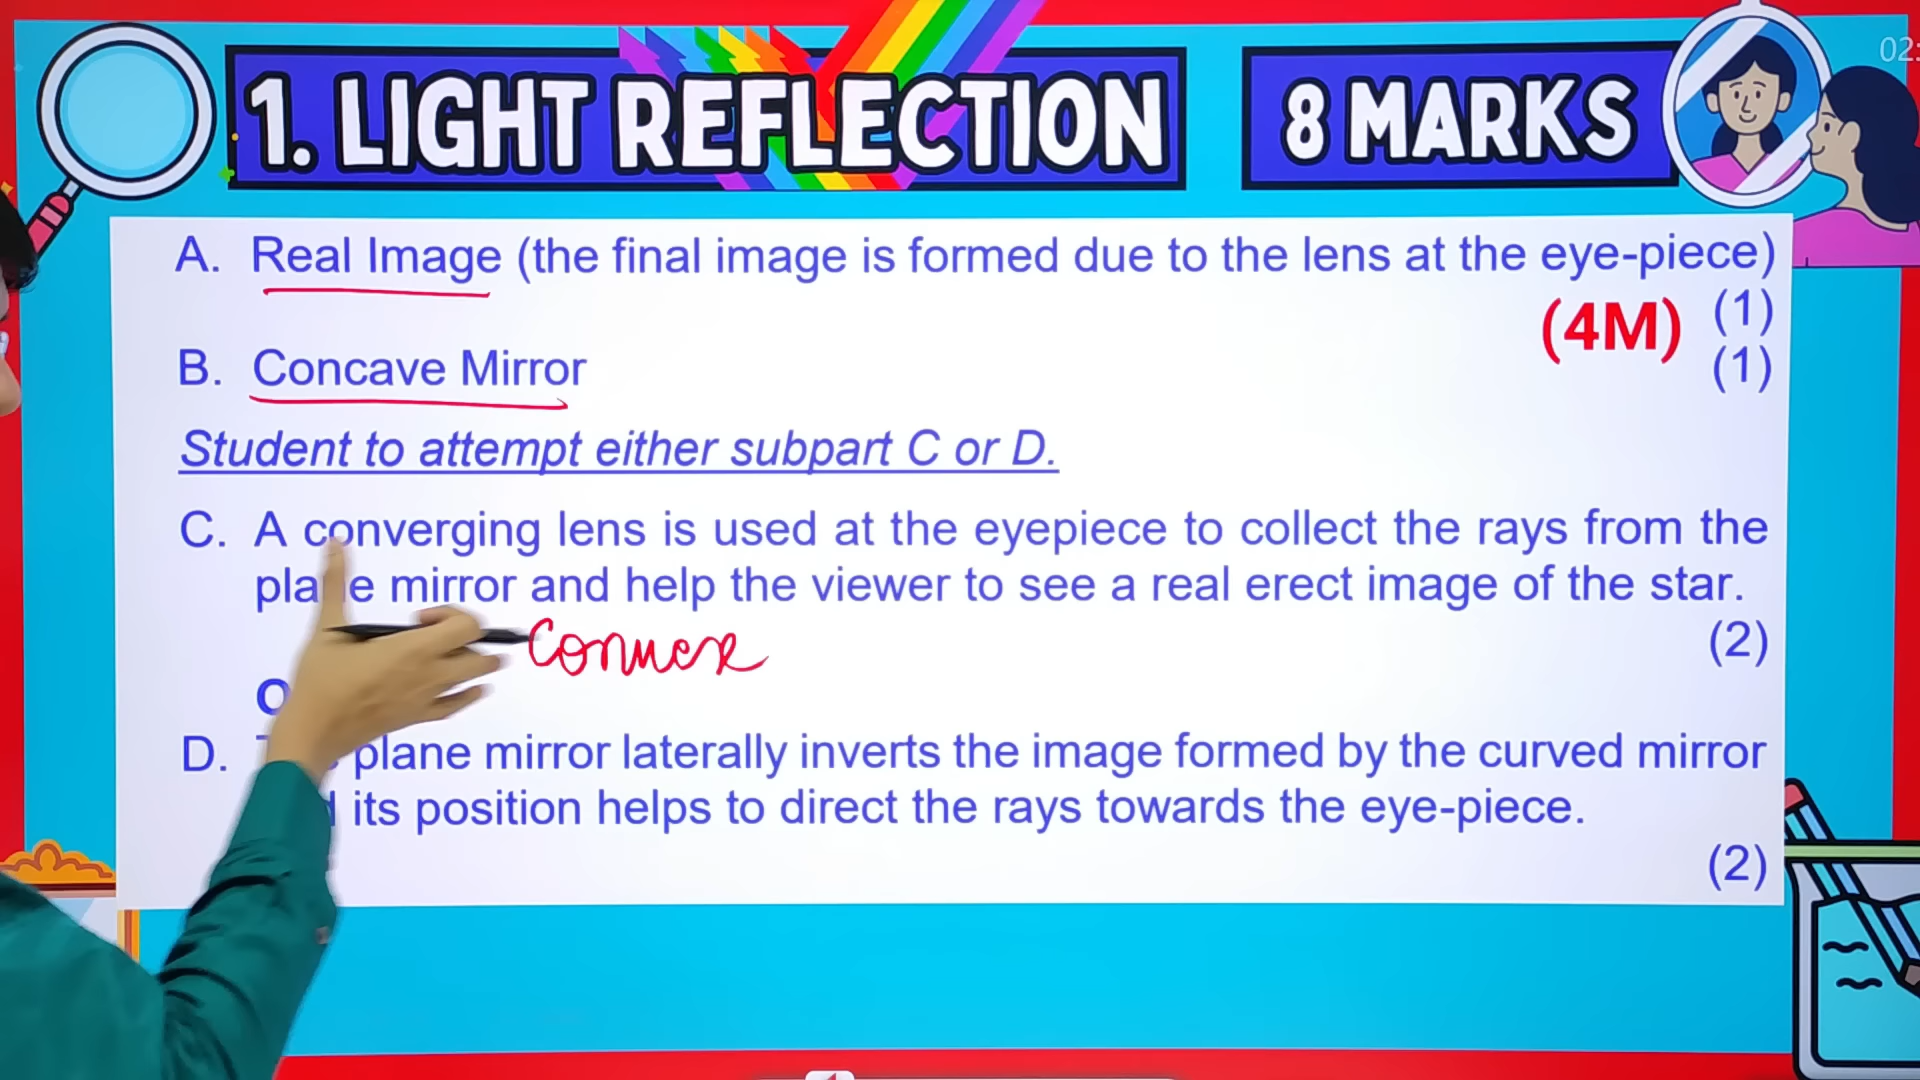 1. LIGHT REFLECTION
8 MARKS
02:
A. Real Image (the final image is formed due to the lens at the eye-piece)
(4M) (1)
B. Concave Mirror (1)
Student to attempt either subpart C or D.
C. A converging lens is used at the eyepiece to collect the rays from the
mirror and help the viewer to see a real erect image of the star.
(2)
convex
D. plane mirror laterally inverts the image formed by the curved mirror
its position helps to direct the rays towards the eye-piece.
(2)